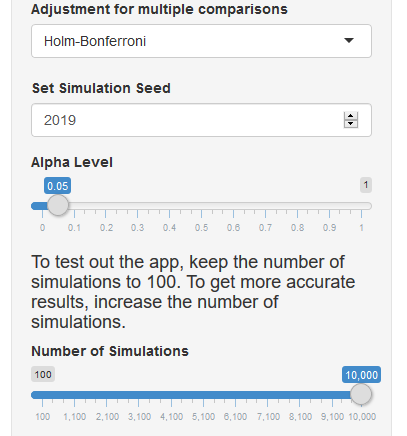 Adjustment for multiple comparisons
Holm-Bonferroni
Set Simulation Seed
2019
Alpha Level
0.05 1
0 0.1 0.2 0.3 0.4 0.5 0.6 0.7 0.8 0.9 1
To test out the app, keep the number of
simulations to 100. To get more accurate
results, increase the number of
simulations.
Number of Simulations
100 10,000
100 1,100 2,100 3,100 4,100 5,100 6,100 7,100 8,100 9,100 10,000